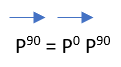 P⁹⁰ = P⁰ P⁹⁰